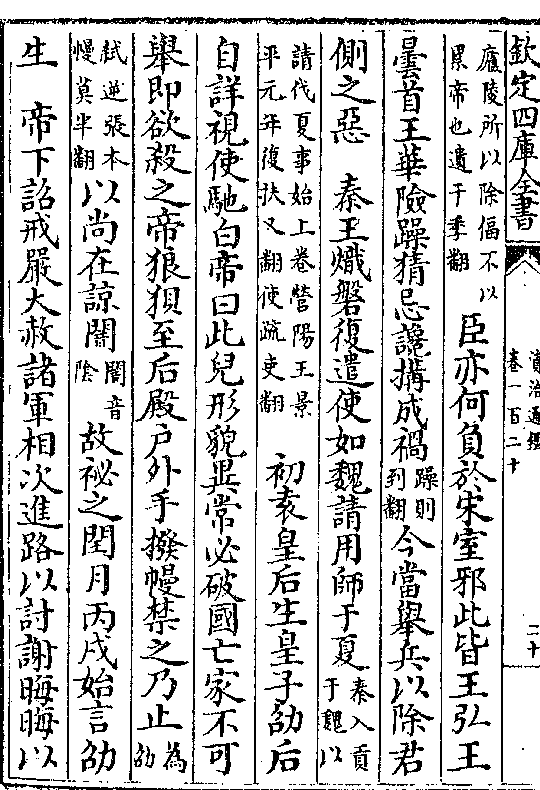 欽定四庫全書 資治通鑑 卷一百二十 二十
廬陵所以除偪不以累帝也遺于季翻臣亦何負於宋室邪此皆王弘王
曇首王華險躁猜忌讒搆成禍躁則到翻今當舉兵以除君
側之惡 秦王熾磐復遣使如魏請用師于夏秦入貢于魏以
請伐夏事始上卷營陽王景平元年復扶又翻使疏吏翻 初袁皇后生皇子劭后
自詳視使馳白帝曰此兒形貌異常必破國亡家不可
舉即欲殺之帝狼狽至后殿戶外手撥幔禁之乃止為劭
弑逆張本幔莫半翻以尚在諒闇闇音陰故祕之閏月丙戌始言劭
生 帝下詔戒嚴大赦諸軍相次進路以討謝晦晦以